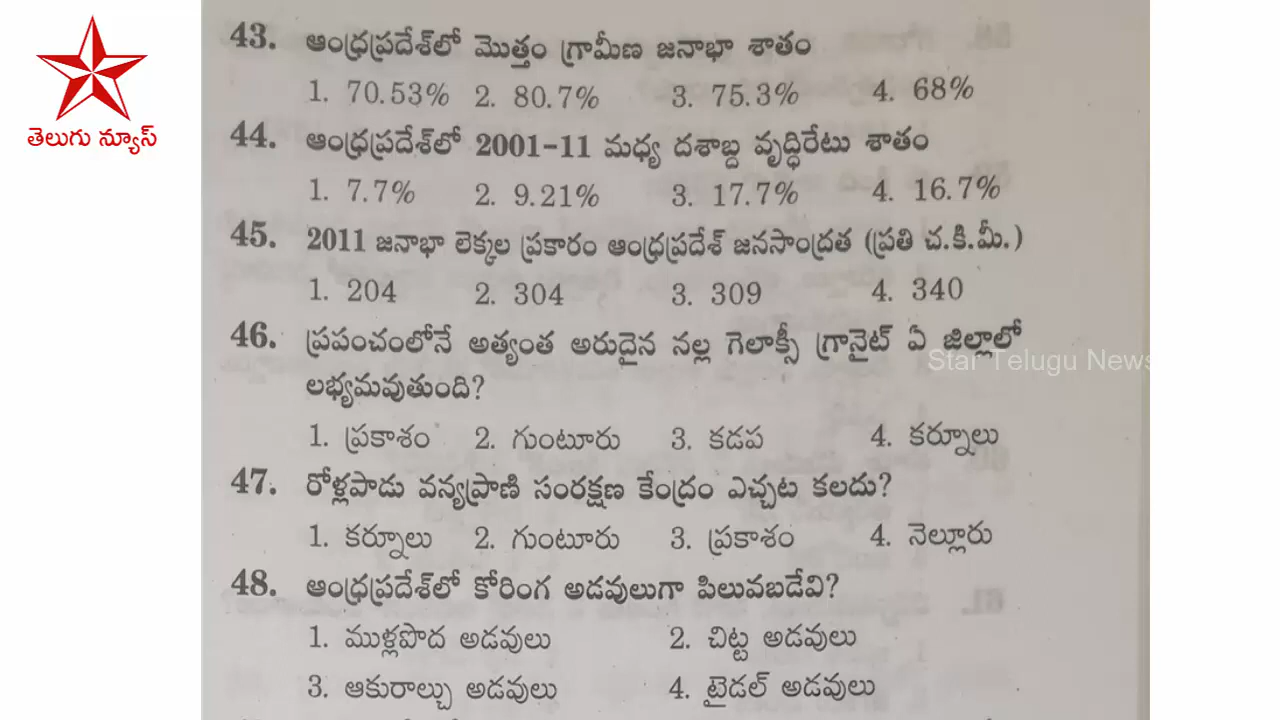 తెలుగు న్యూస్
43. ఆంధ్రప్రదేశ్‌లో మొత్తం గ్రామీణ జనాభా శాతం
1. 70.53% 2. 80.7% 3. 75.3% 4. 68%
44. ఆంధ్రప్రదేశ్‌లో 2001-11 మధ్య దశాబ్ద వృద్ధిరేటు శాతం
1. 7.7% 2. 9.21% 3. 17.7% 4. 16.7%
45. 2011 జనాభా లెక్కల ప్రకారం ఆంధ్రప్రదేశ్ జనసాంద్రత (ప్రతి చ.కి.మీ.)
1. 204 2. 304 3. 309 4. 340
46. ప్రపంచంలోనే అత్యంత అరుదైన నల్ల గెలాక్సీ గ్రానైట్ ఏ జిల్లాలో
Star Telugu News
లభ్యమవుతుంది?
1. ప్రకాశం 2. గుంటూరు 3. కడప 4. కర్నూలు
47. రోళ్లపాడు వన్యప్రాణి సంరక్షణ కేంద్రం ఎచ్చట కలదు?
1. కర్నూలు 2. గుంటూరు 3. ప్రకాశం 4. నెల్లూరు
48. ఆంధ్రప్రదేశ్‌లో కోరింగ అడవులుగా పిలువబడేవి?
1. ముళ్లపొద అడవులు 2. చిట్ట అడవులు
3. ఆకురాల్చు అడవులు 4. టైడల్ అడవులు